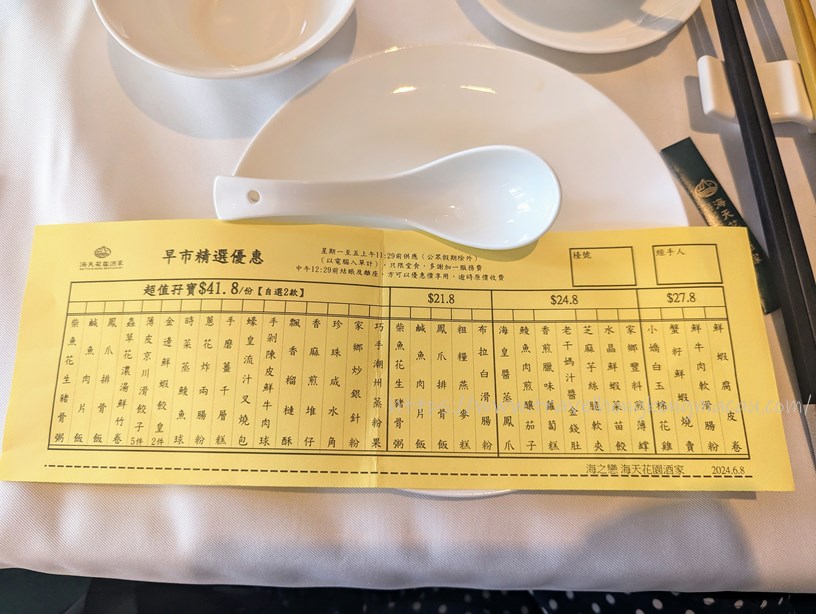 海天花園酒家
早市精選優惠
星期一至五上午11:29前供應（公眾假期除外）
（以電腦入單計），只限堂食，多謝加一服務費
中午12:29前結賬及離座，方可以優惠價享用，逾時原價收費
檯號
經手人
超值孖寶$41.8/份【自選2款】
$21.8
$24.8
$27.8
柴魚花生豬骨粥
鹹魚肉片飯
鳳爪排骨飯
蟲草花濃湯鮮竹卷
薄皮京川滑餃子5件
金邊鮮蝦餃皇2件
時菜蒸鯪魚球
蔥花炸兩腸粉
手磨薑千層糕
蠔皇流汁叉燒包
手剁陳皮鮮牛肉球
飄香榴槤酥
香麻煎堆仔
珍珠咸水角
家鄉炒銀針粉
巧手潮州蒸粉果
柴魚花生豬骨粥
鹹魚肉飯
鳳爪排骨飯
粗糧燕麥糕
布拉白滑腸粉
海皇醬蒸鳳爪
鯪魚肉煎釀茄子
香煎臘味蘿蔔糕
老干媽汁醬金錢肚
芝麻芋絲腩軟夾
水晶鮮蝦菜苗餃
家鄉豐料煎薄罉
小嬌白玉棉花雞
蟹籽鮮蝦燒賣
鮮牛肉軟滑腸粉
鮮蝦腐皮卷
海之戀 海天花園酒家
2024.6.8
海天